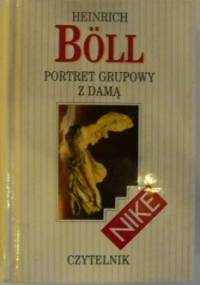 HEINRICH
BÖLL
PORTRET GRUPOWY
Z DAMĄ
NIKE
CZYTELNIK